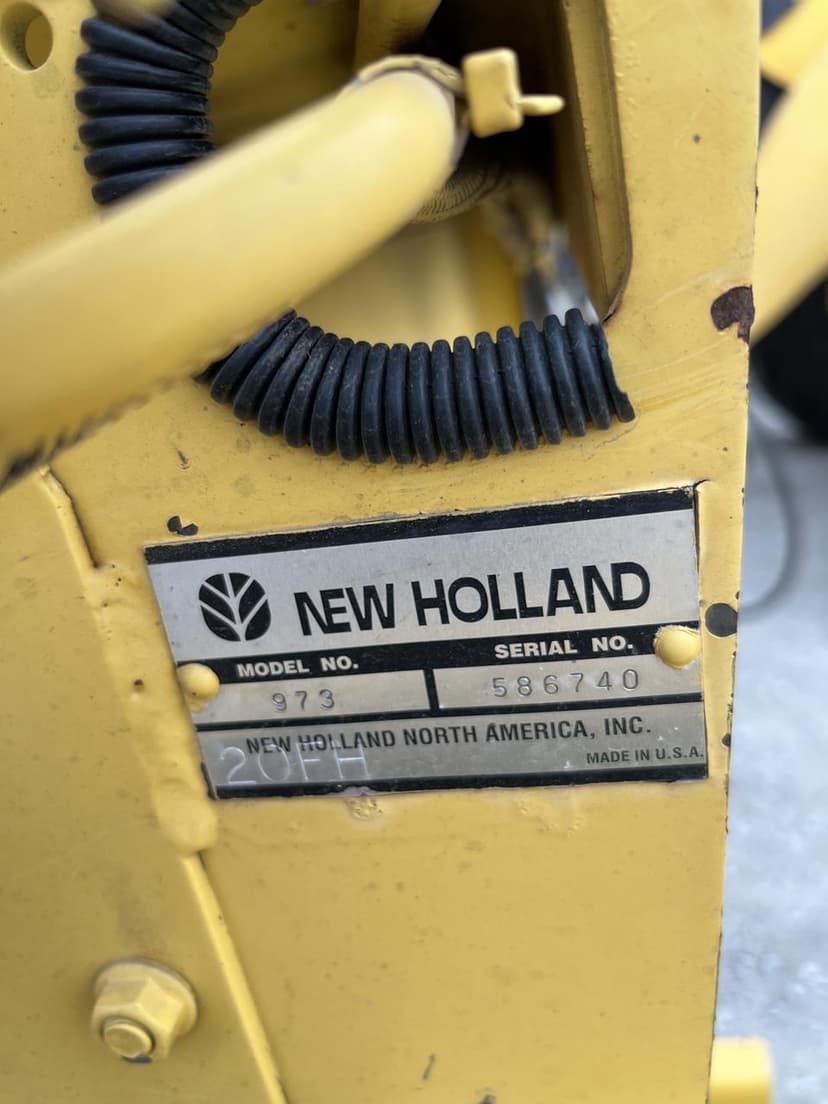 NEW HOLLAND
MODEL NO. SERIAL NO.
973 586740
NEW HOLLAND NORTH AMERICA, INC.
20FH MADE IN U.S.A.